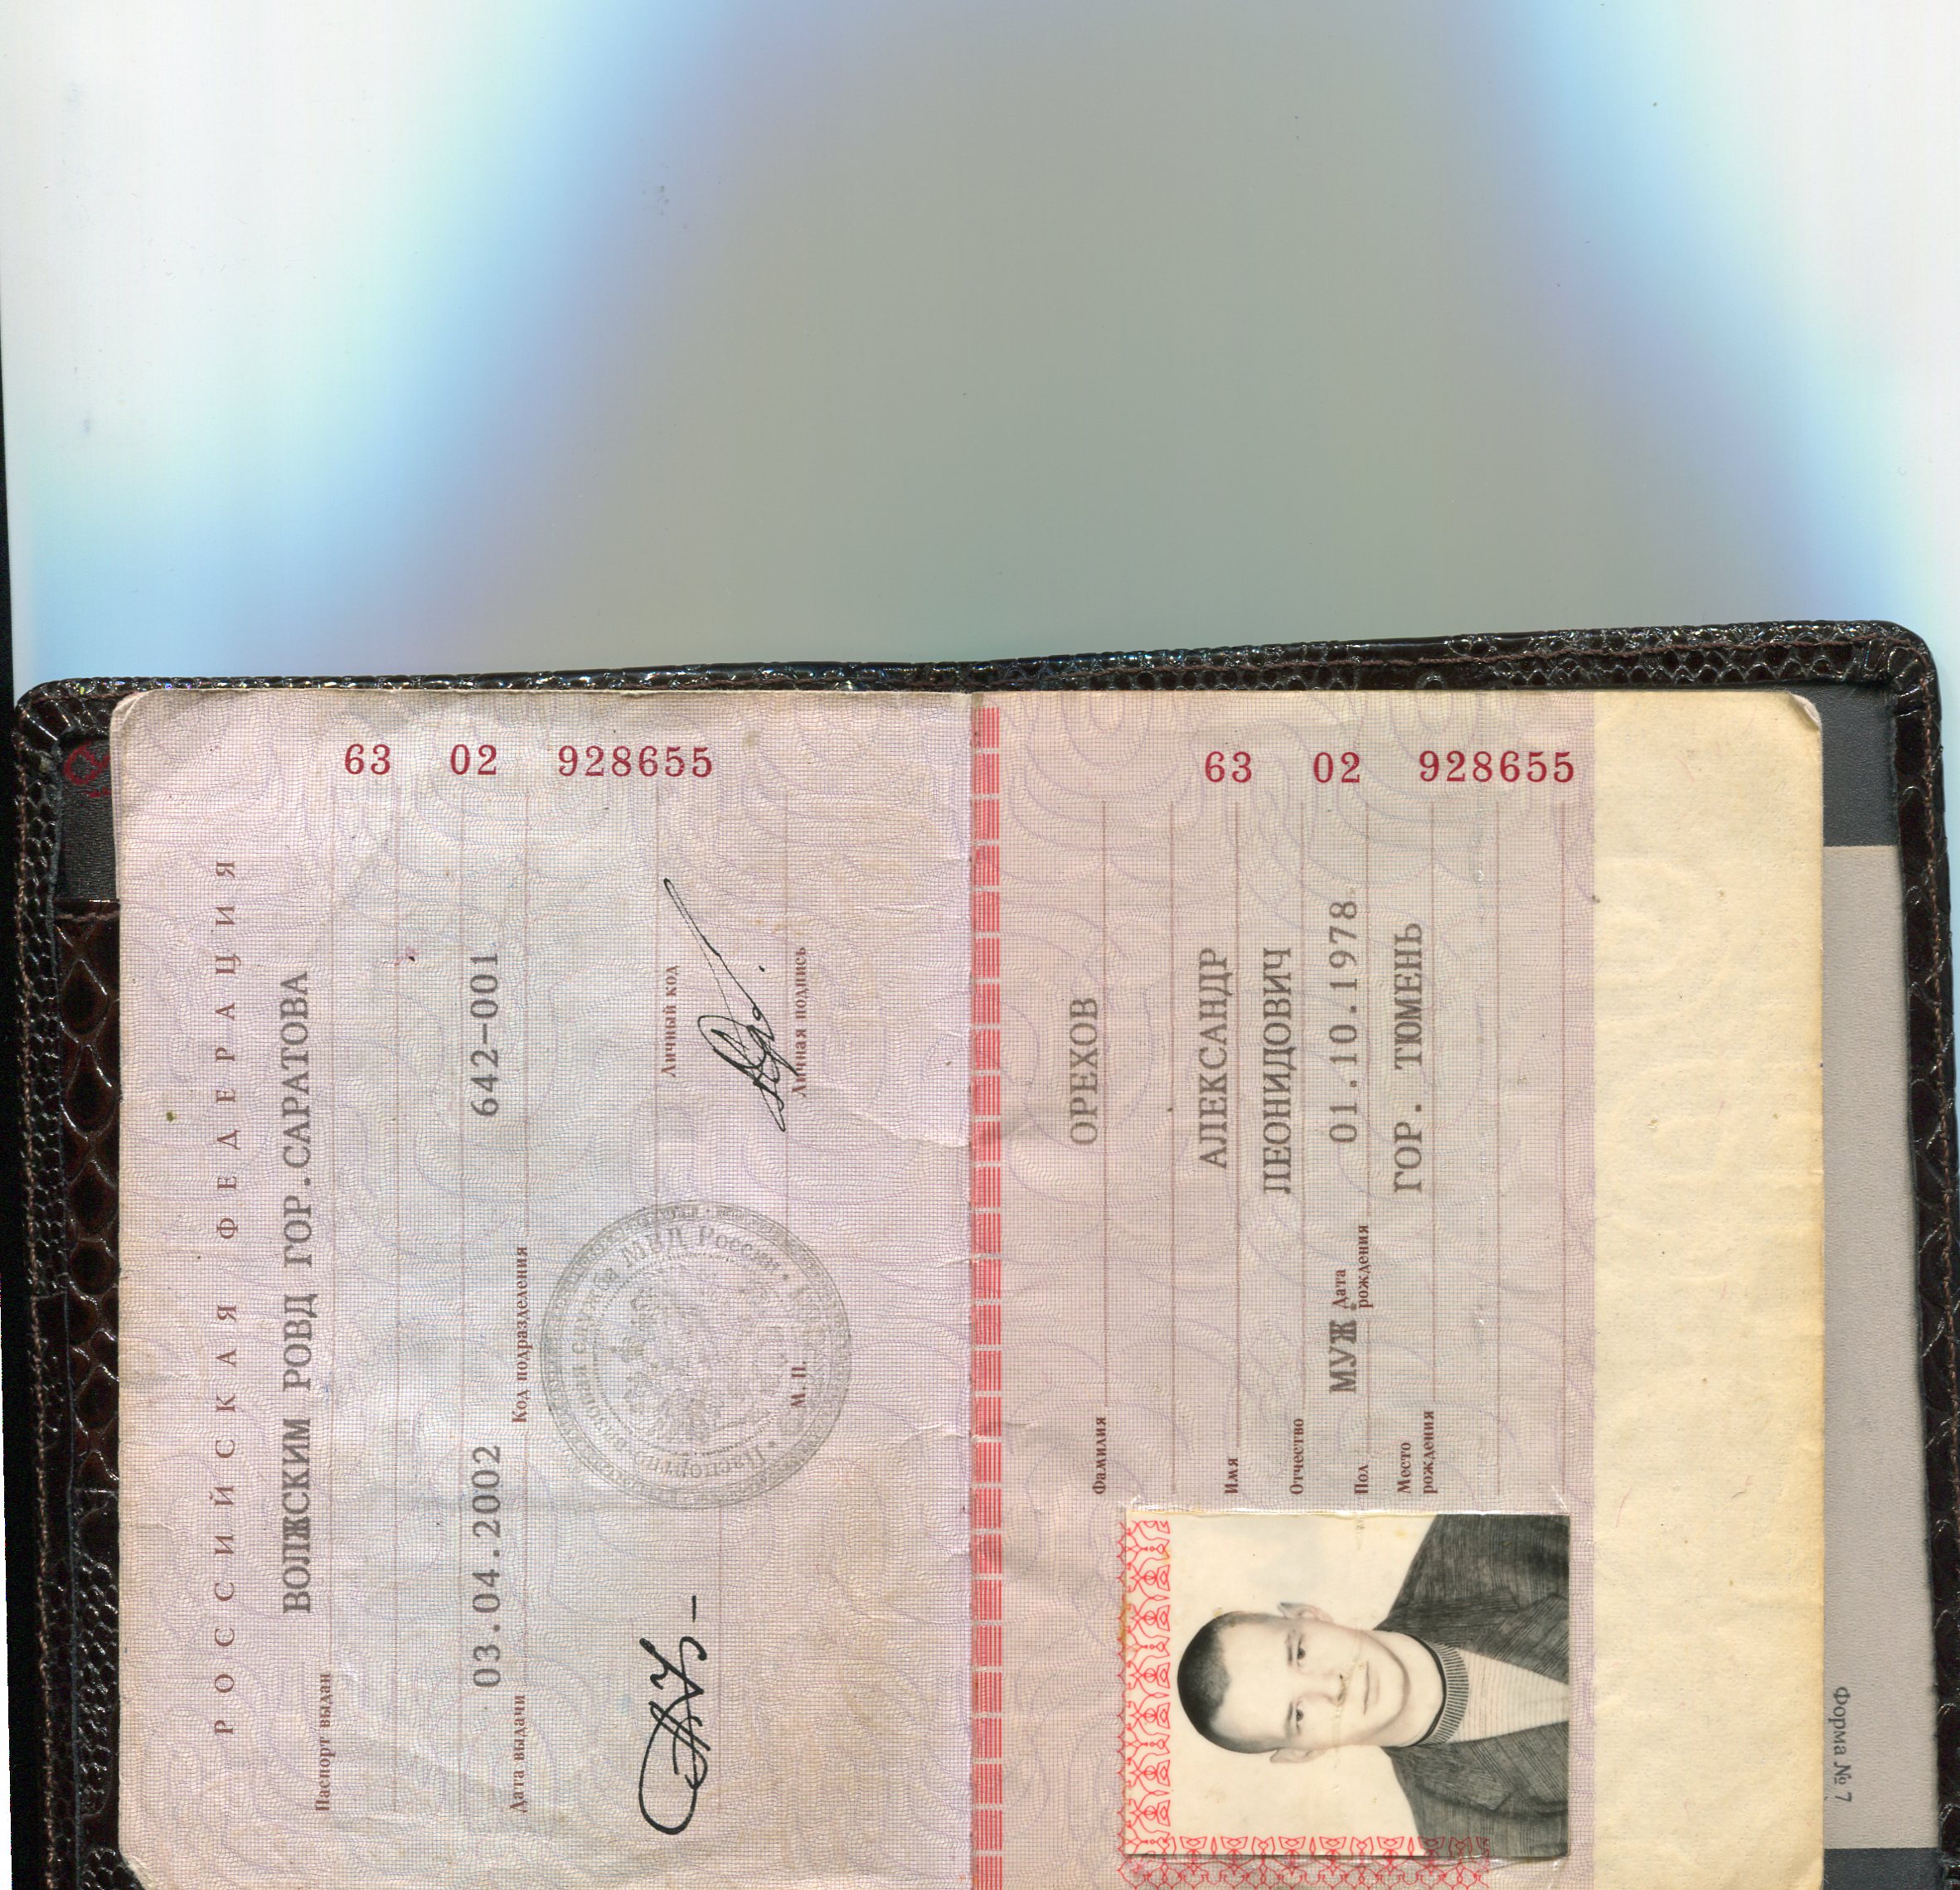 РОССИЙСКАЯ ФЕДЕРАЦИЯ
Паспорт выдан
ВОЛЖСКИМ РОВД ГОР.САРАТОВА
Дата выдачи 03.04.2002 Код подразделения 642-001
Личный код
Личная подпись
М. П.
Паспортно-визовая служба МВД России
63 02 928655
Фамилия ОРЕХОВ
Имя АЛЕКСАНДР
Отчество ЛЕОНИДОВИЧ
Пол МУЖ Дата рождения 01.10.1978
Место рождения ГОР. ТЮМЕНЬ
63 02 928655
Форма № 7